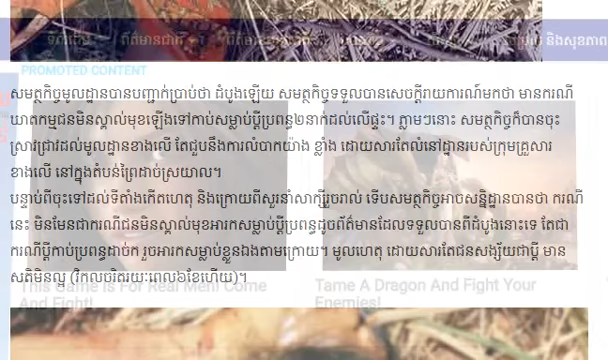 ព័ត៌មានជាតិ
និងសុខភាព
PROMOTED CONTENT
សមត្ថកិច្ចមូលដ្ឋានបានបញ្ជាក់ប្រាប់ថា ដំបូងឡើយ សមត្ថកិច្ចទទួលបានសេចក្តីរាយការណ៍មកថា មានករណី
ឃាតកម្មជនមិនស្គាល់មុខឡើងទៅកាប់សម្លាប់ប្តីប្រពន្ធ២នាក់ដល់លើផ្ទះ។ ភ្លាមៗនោះ សមត្ថកិច្ចក៏បានចុះ
ស្រាវជ្រាវដល់មូលដ្ឋានខាងលើ តែជួបនឹងការលំបាកយ៉ាង ខ្លាំង ដោយសារតែលំនៅដ្ឋានរបស់ក្រុមគ្រួសារ
ខាងលើ នៅក្នុងតំបន់ព្រៃដាច់ស្រយាល។
បន្ទាប់ពីចុះទៅដល់ទីតាំងកើតហេតុ និងក្រោយពីសួរនាំសាក្សីរួចរាល់ ទើបសមត្ថកិច្ចអាចសន្និដ្ឋានបានថា ករណី
នេះ មិនមែនជាករណីជនមិនស្គាល់មុខអារកសម្លាប់ប្តីប្រពន្ធដូចព័ត៌មានដែលទទួលបានពីដំបូងនោះទេ តែជា
ករណីប្តីកាប់ប្រពន្ធដាច់ក រួចអារកសម្លាប់ខ្លួនឯងតាមក្រោយ។ មូលហេតុ ដោយសារតែជនសង្ស័យជាប្តី មាន
សតិមិនល្អ (វិកលចរិតរយៈពេល៦ខែហើយ)។
This Game Is For Real Men! Come
And Fight!
Tame A Dragon And Fight Your
Enemies!